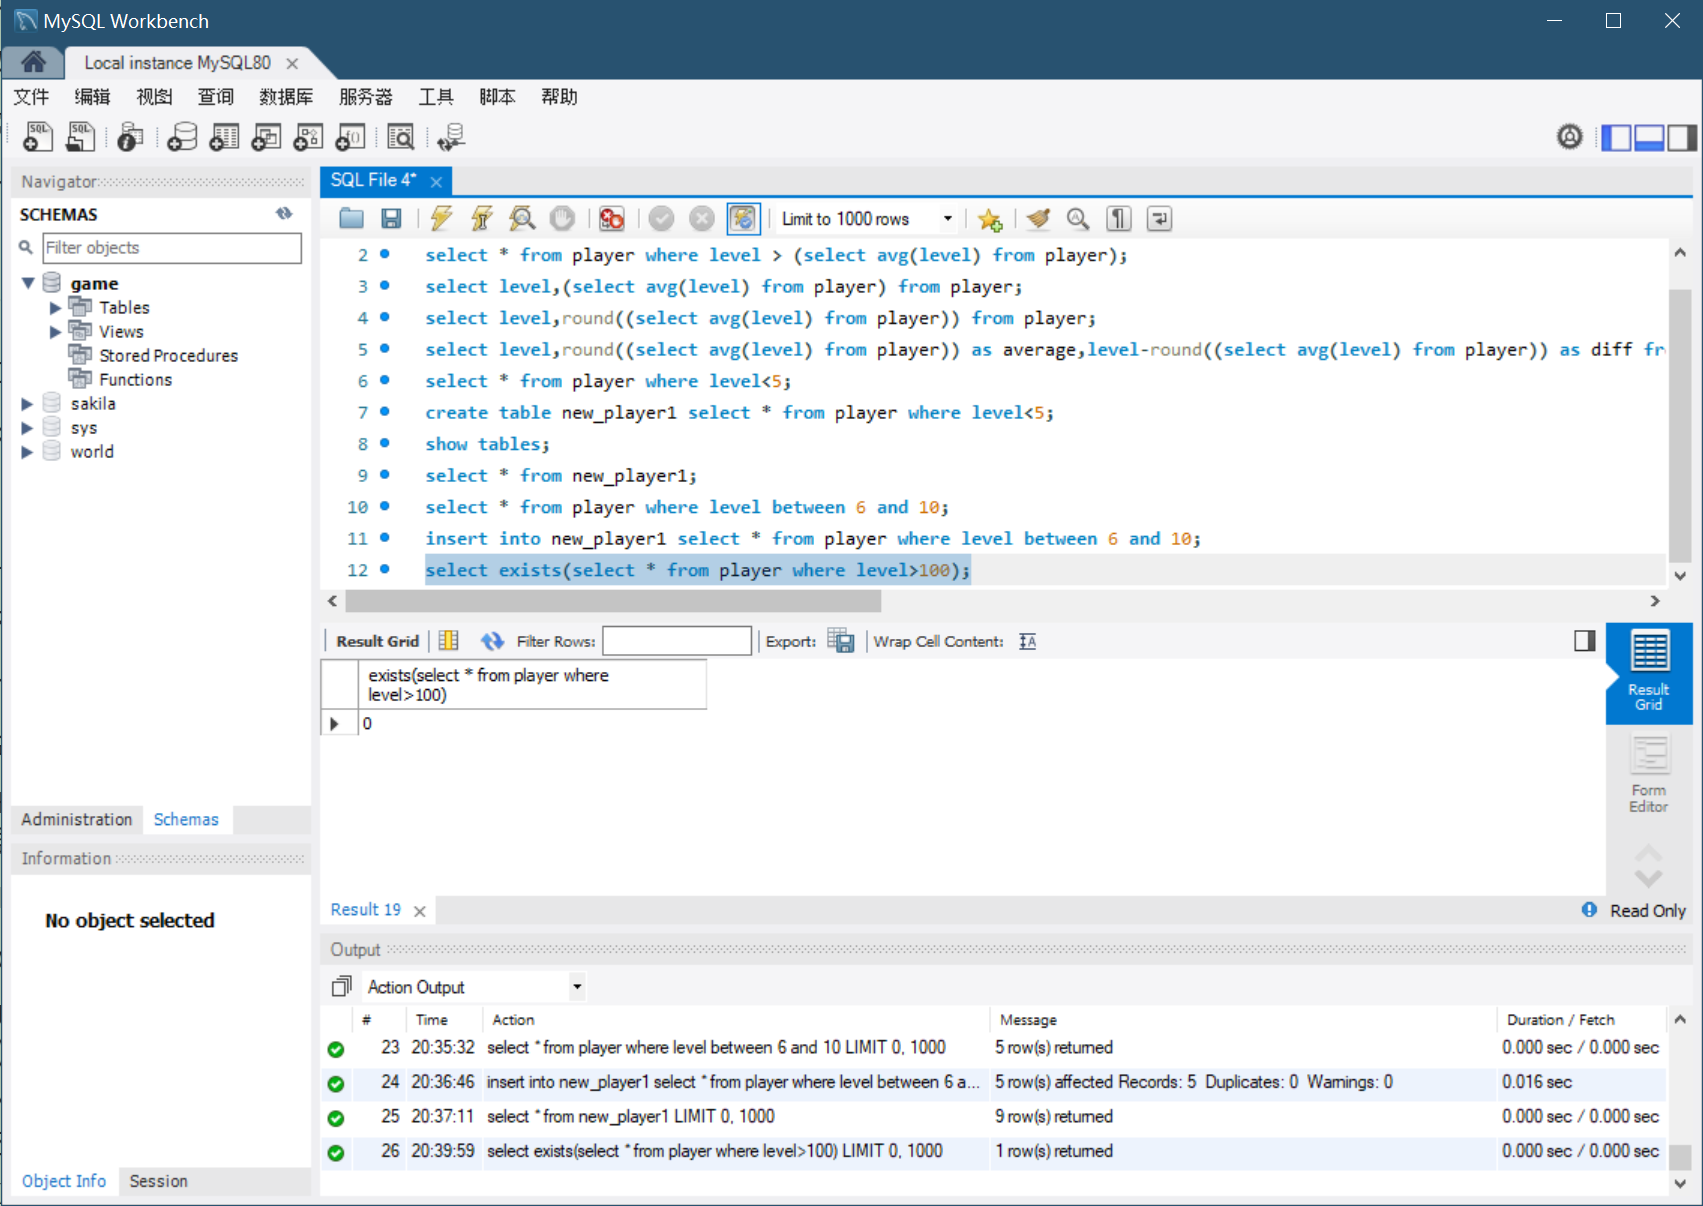 MySQL Workbench
Local instance MySQL80
文件 编辑 视图 查询 数据库 服务器 工具 脚本 帮助
Navigator
SCHEMAS
Filter objects
game
Tables
Views
Stored Procedures
Functions
sakila
sys
world
Administration Schemas
Information
No object selected
Object Info Session
SQL File 4*
Limit to 1000 rows
2 select * from player where level > (select avg(level) from player);
3 select level,(select avg(level) from player) from player;
4 select level,round((select avg(level) from player)) from player;
5 select level,round((select avg(level) from player)) as average,level-round((select avg(level) from player)) as diff fr
6 select * from player where level<5;
7 create table new_player1 select * from player where level<5;
8 show tables;
9 select * from new_player1;
10 select * from player where level between 6 and 10;
11 insert into new_player1 select * from player where level between 6 and 10;
12 select exists(select * from player where level>100);
Result Grid Filter Rows: Export: Wrap Cell Content:
exists(select * from player where
level>100)
0
Result
Grid
Form
Editor
Result 19
Read Only
Output
Action Output
# Time Action Message Duration / Fetch
23 20:35:32 select * from player where level between 6 and 10 LIMIT 0, 1000 5 row(s) returned 0.000 sec / 0.000 sec
24 20:36:46 insert into new_player1 select * from player where level between 6 a... 5 row(s) affected Records: 5 Duplicates: 0 Warnings: 0 0.016 sec
25 20:37:11 select * from new_player1 LIMIT 0, 1000 9 row(s) returned 0.000 sec / 0.000 sec
26 20:39:59 select exists(select * from player where level>100) LIMIT 0, 1000 1 row(s) returned 0.000 sec / 0.000 sec